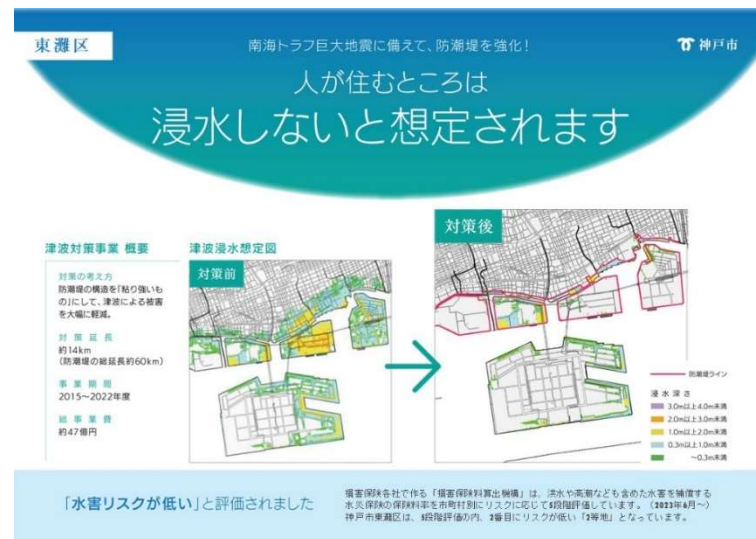 東灘区
南海トラフ巨大地震に備えて、防潮堤を強化!
神戸市
人が住むところは
浸水しないと想定されます
津波対策事業 概要
対策の考え方
防潮堤の構造を「粘り強いも
の」にして、津波による被害
を大幅に軽減。
対策延長
約14km
(防潮堤の総延長約60km)
事業期間
2015～2022年度
総事業費
約47億円
津波浸水想定図
対策前
対策後
防潮堤ライン
浸水深さ
3.0m以上4.0m未満
2.0m以上3.0m未満
1.0m以上2.0m未満
0.3m以上1.0m未満
～0.3m未満
「水害リスクが低い」と評価されました
損害保険各社で作る「損害保険料算出機構」は、洪水や高潮なども含めた水害を補償する
水災保険の保険料率を市町村別にリスクに応じて5段階評価しています。(2023年6月～)
神戸市東灘区は、5段階評価の内、2番目にリスクが低い「2等地」となっています。